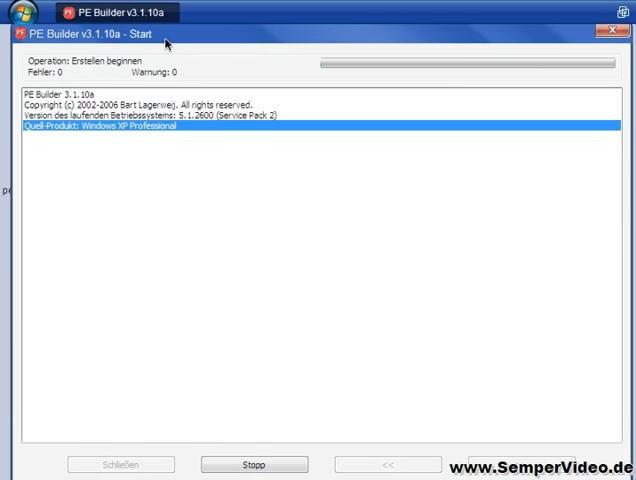 PE Builder v3.1.10a
PE Builder v3.1.10a - Start
Operation: Erstellen beginnen
Fehler: 0 Warnung: 0
PE Builder 3.1.10a
Copyright (c) 2002-2006 Bart Lagerweij. All rights reserved.
Version des laufenden Betriebssystems: 5.1.2600 (Service Pack 2)
Quell-Produkt: Windows XP Professional
Schließen Stopp <<
www.SemperVideo.de